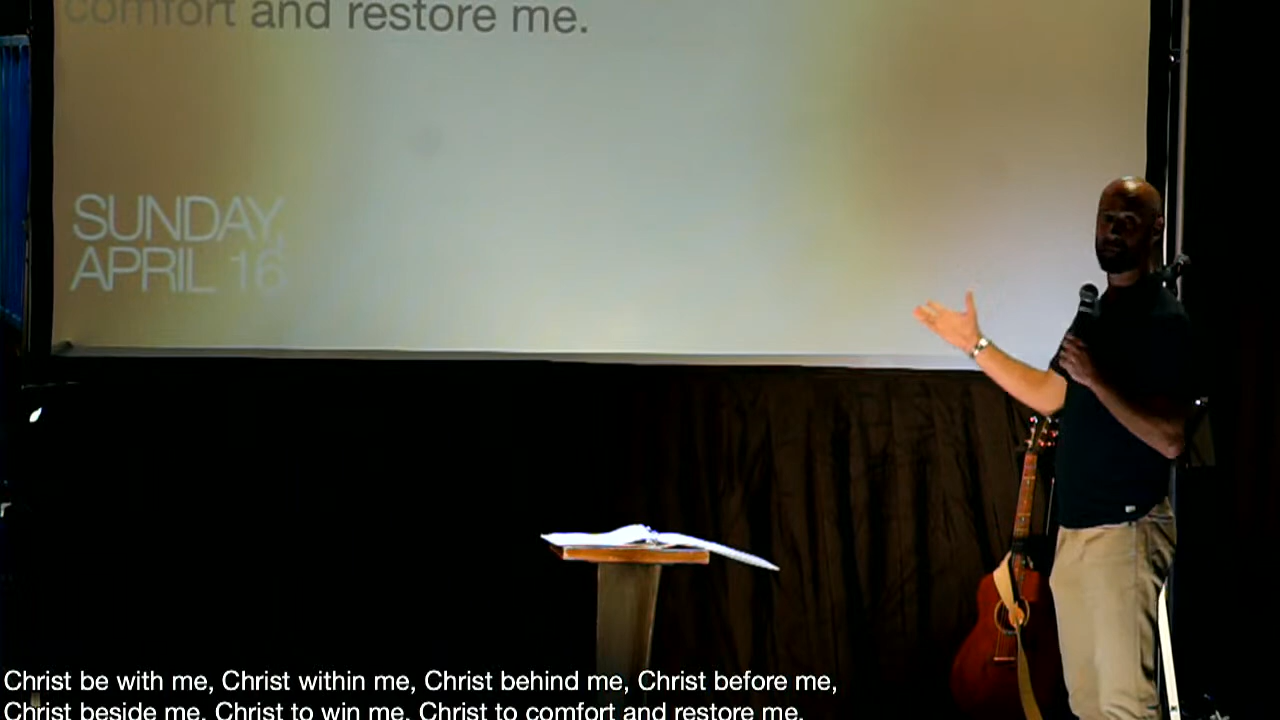 comfort and restore me.
SUNDAY,
APRIL 16
Christ be with me, Christ within me, Christ behind me, Christ before me,
Christ beside me, Christ to win me, Christ to comfort and restore me.